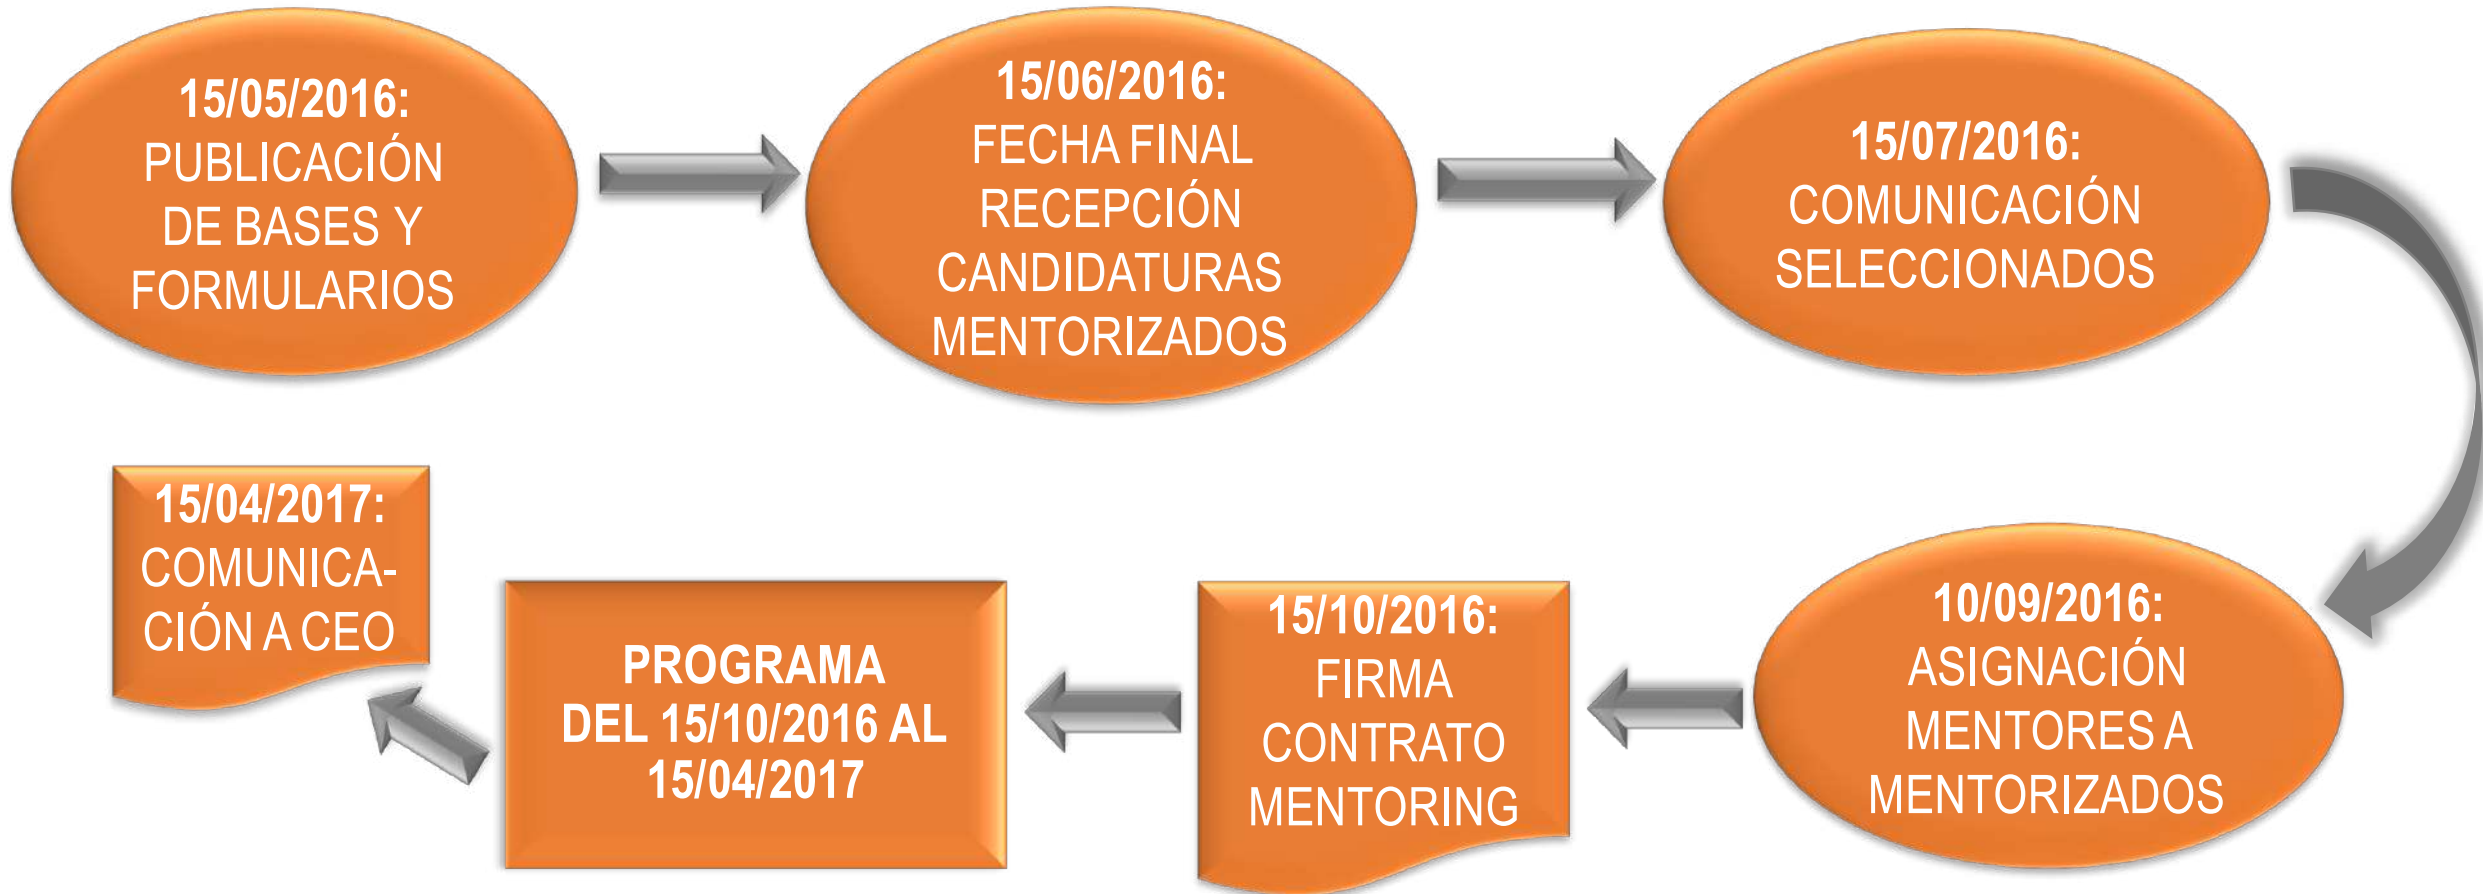 15/05/2016:
PUBLICACIÓN
DE BASES Y
FORMULARIOS
15/06/2016:
FECHA FINAL
RECEPCIÓN
CANDIDATURAS
MENTORIZADOS
15/07/2016:
COMUNICACIÓN
SELECCIONADOS
10/09/2016:
ASIGNACIÓN
MENTORES A
MENTORIZADOS
15/10/2016:
FIRMA
CONTRATO
MENTORING
PROGRAMA
DEL 15/10/2016 AL
15/04/2017
15/04/2017:
COMUNICA-
CIÓN A CEO